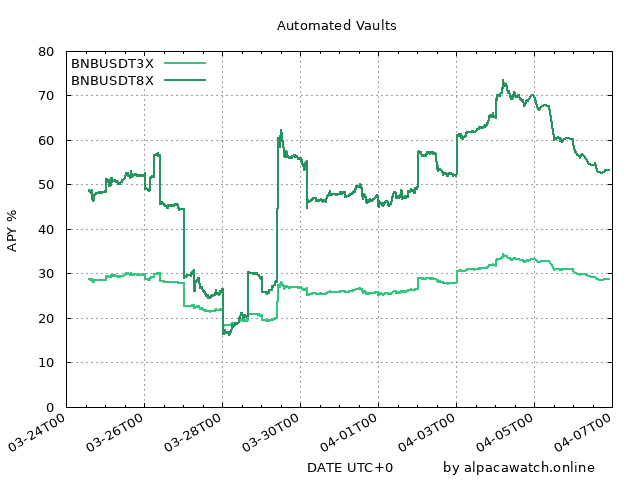 Automated Vaults
BNBUSDT3X
BNBUSDT8X
APY %
80
70
60
50
40
30
20
10
0
03-24T00
03-26T00
03-28T00
03-30T00
04-01T00
04-03T00
04-05T00
04-07T00
DATE UTC+0
by alpacawatch.online